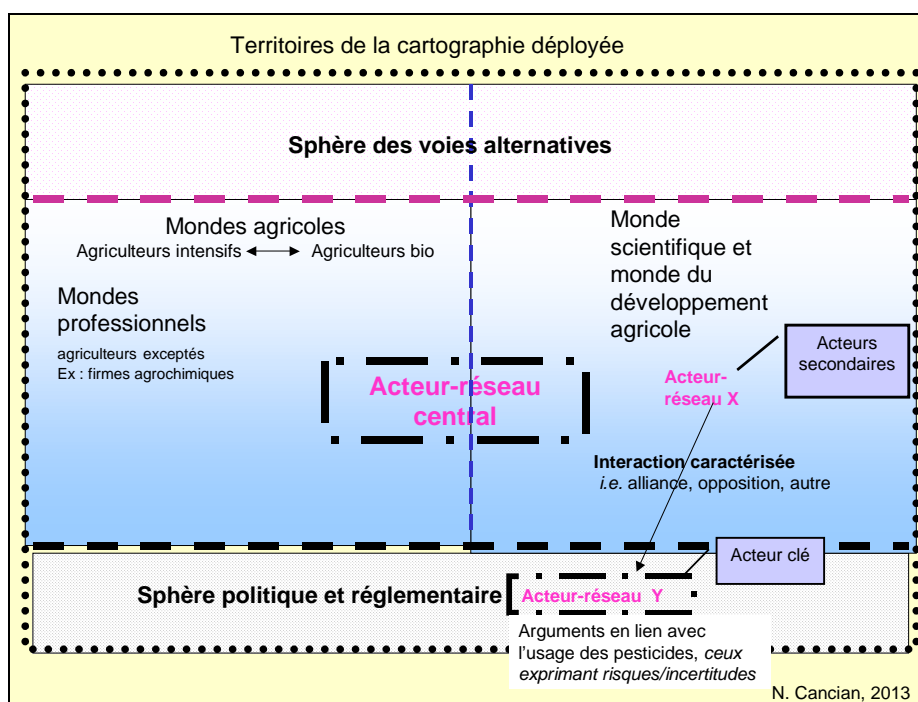 Territoires de la cartographie déployée
Sphère des voies alternatives
Mondes agricoles
Agriculteurs intensifs
Agriculteurs bio
Mondes
professionnels
agriculteurs exceptés
Ex : firmes agrochimiques
Monde
scientifique et
monde du
développement
agricole
Acteurs
secondaires
Acteur-
réseau X
Acteur-réseau
central
Interaction caractérisée
i.e. alliance, opposition, autre
Acteur clé
Sphère politique et réglementaire
Acteur-réseau Y
Arguments en lien avec
l'usage des pesticides, ceux
exprimant risques/incertitudes
N. Cancian, 2013